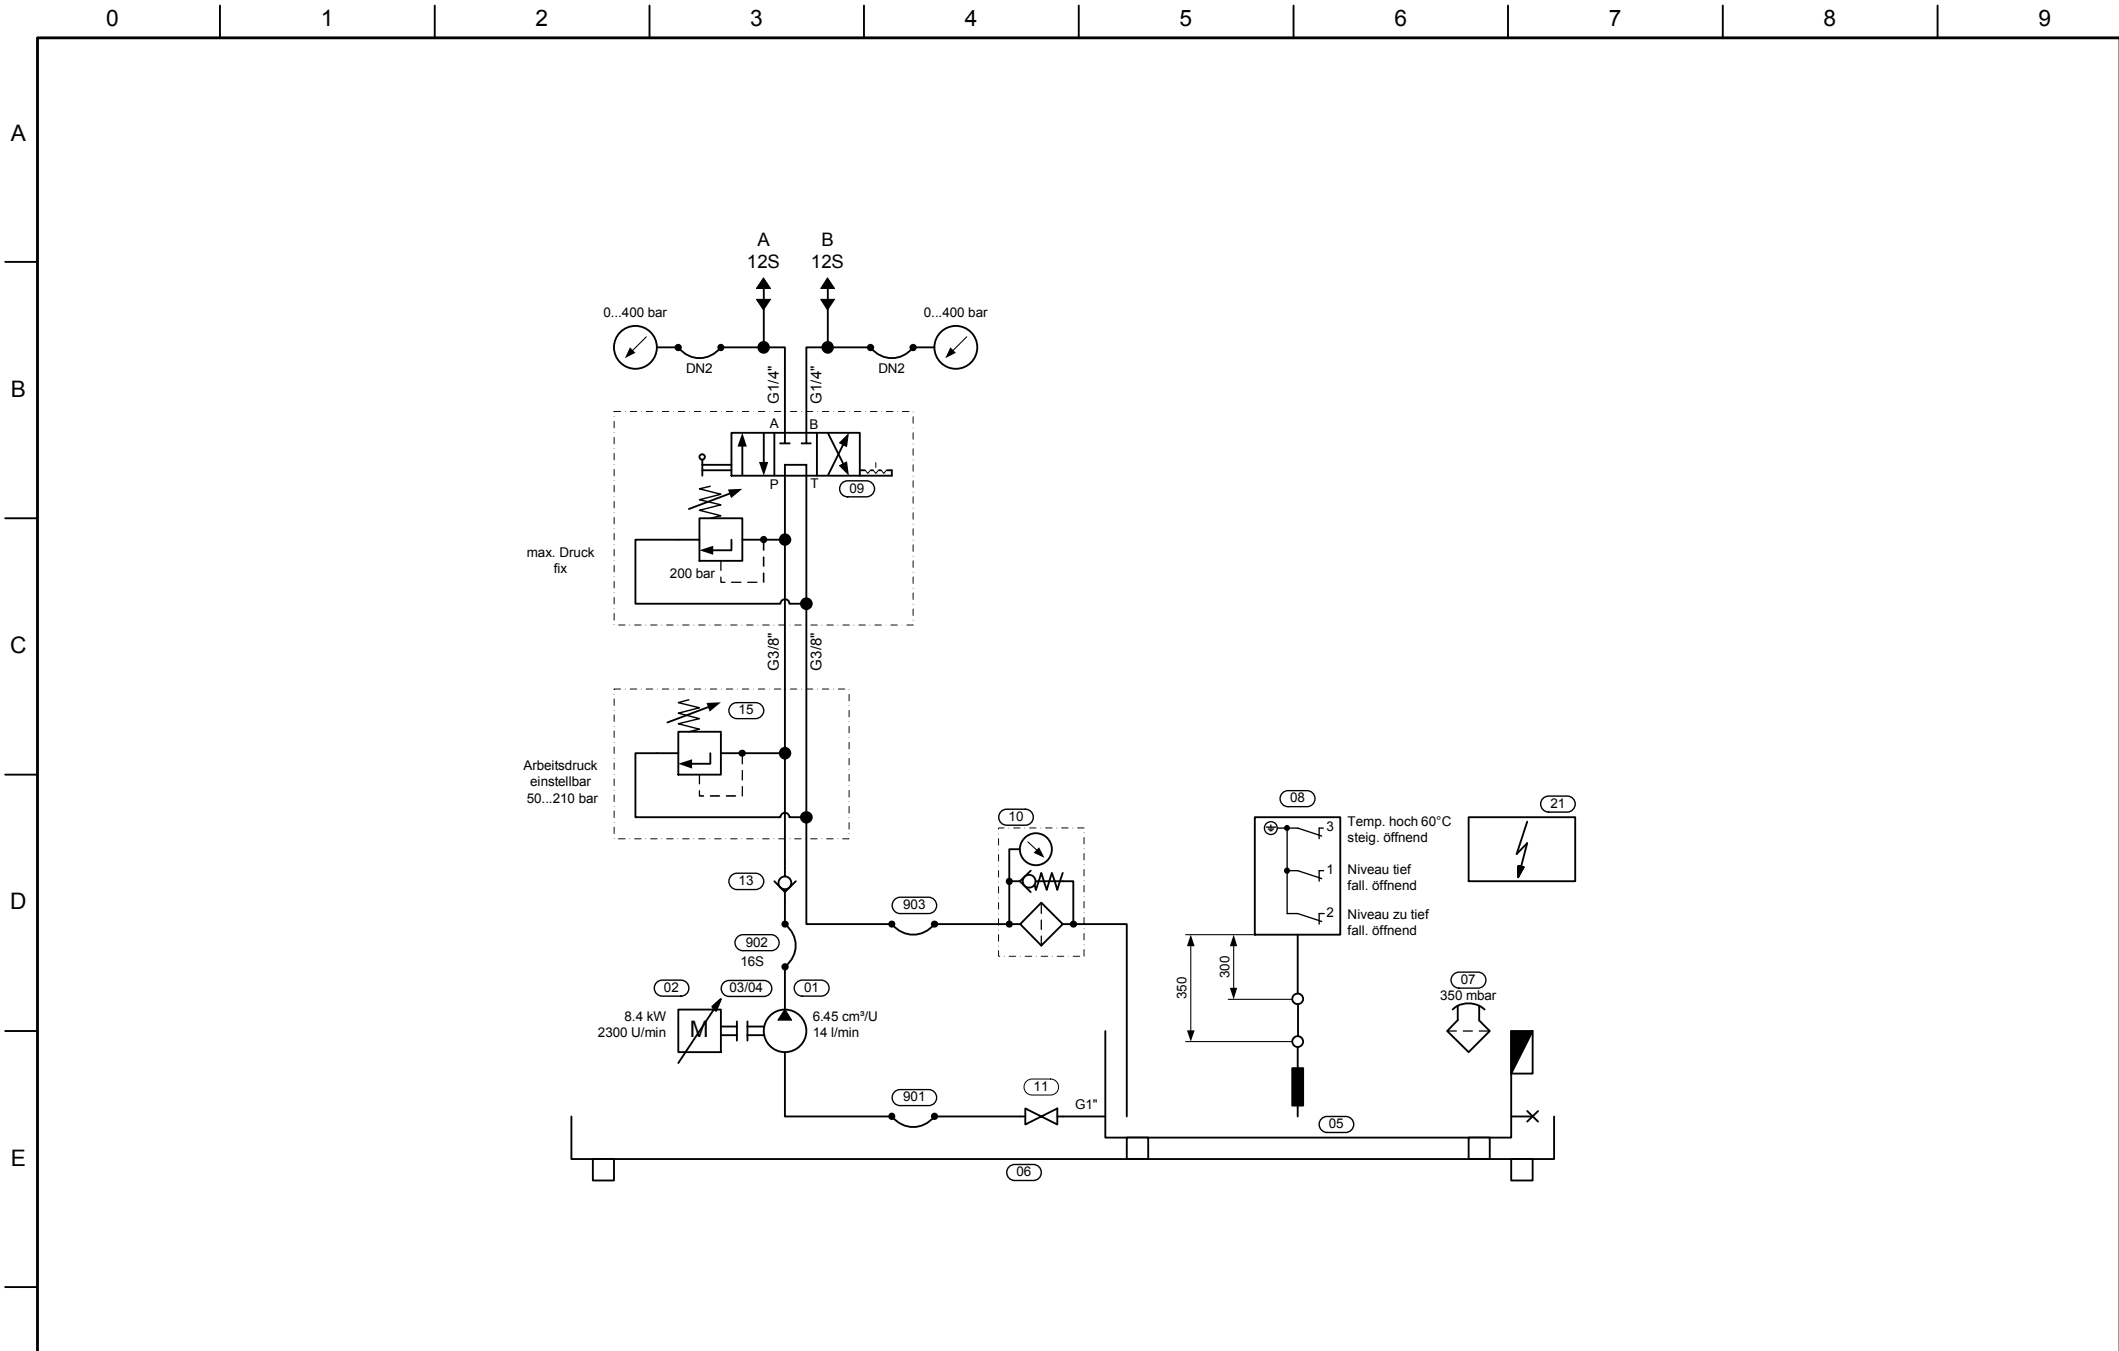 0 1 2 3 4 5 6 7 8 9
A
B
C
D
E
A
12S
B
12S
0...400 bar
0...400 bar
DN2
DN2
G1/4"
G1/4"
A
B
P
T
09
max. Druck
fix
200 bar
G3/8"
G3/8"
15
Arbeitsdruck
einstellbar
50...210 bar
13
902
16S
903
10
02
03/04
01
8.4 kW
2300 U/min
M
6.45 cm³/U
14 l/min
901
11
G1"
08
3
Temp. hoch 60°C
steig. öffnend
1
Niveau tief
fall. öffnend
2
Niveau zu tief
fall. öffnend
21
350
300
07
350 mbar
05
06